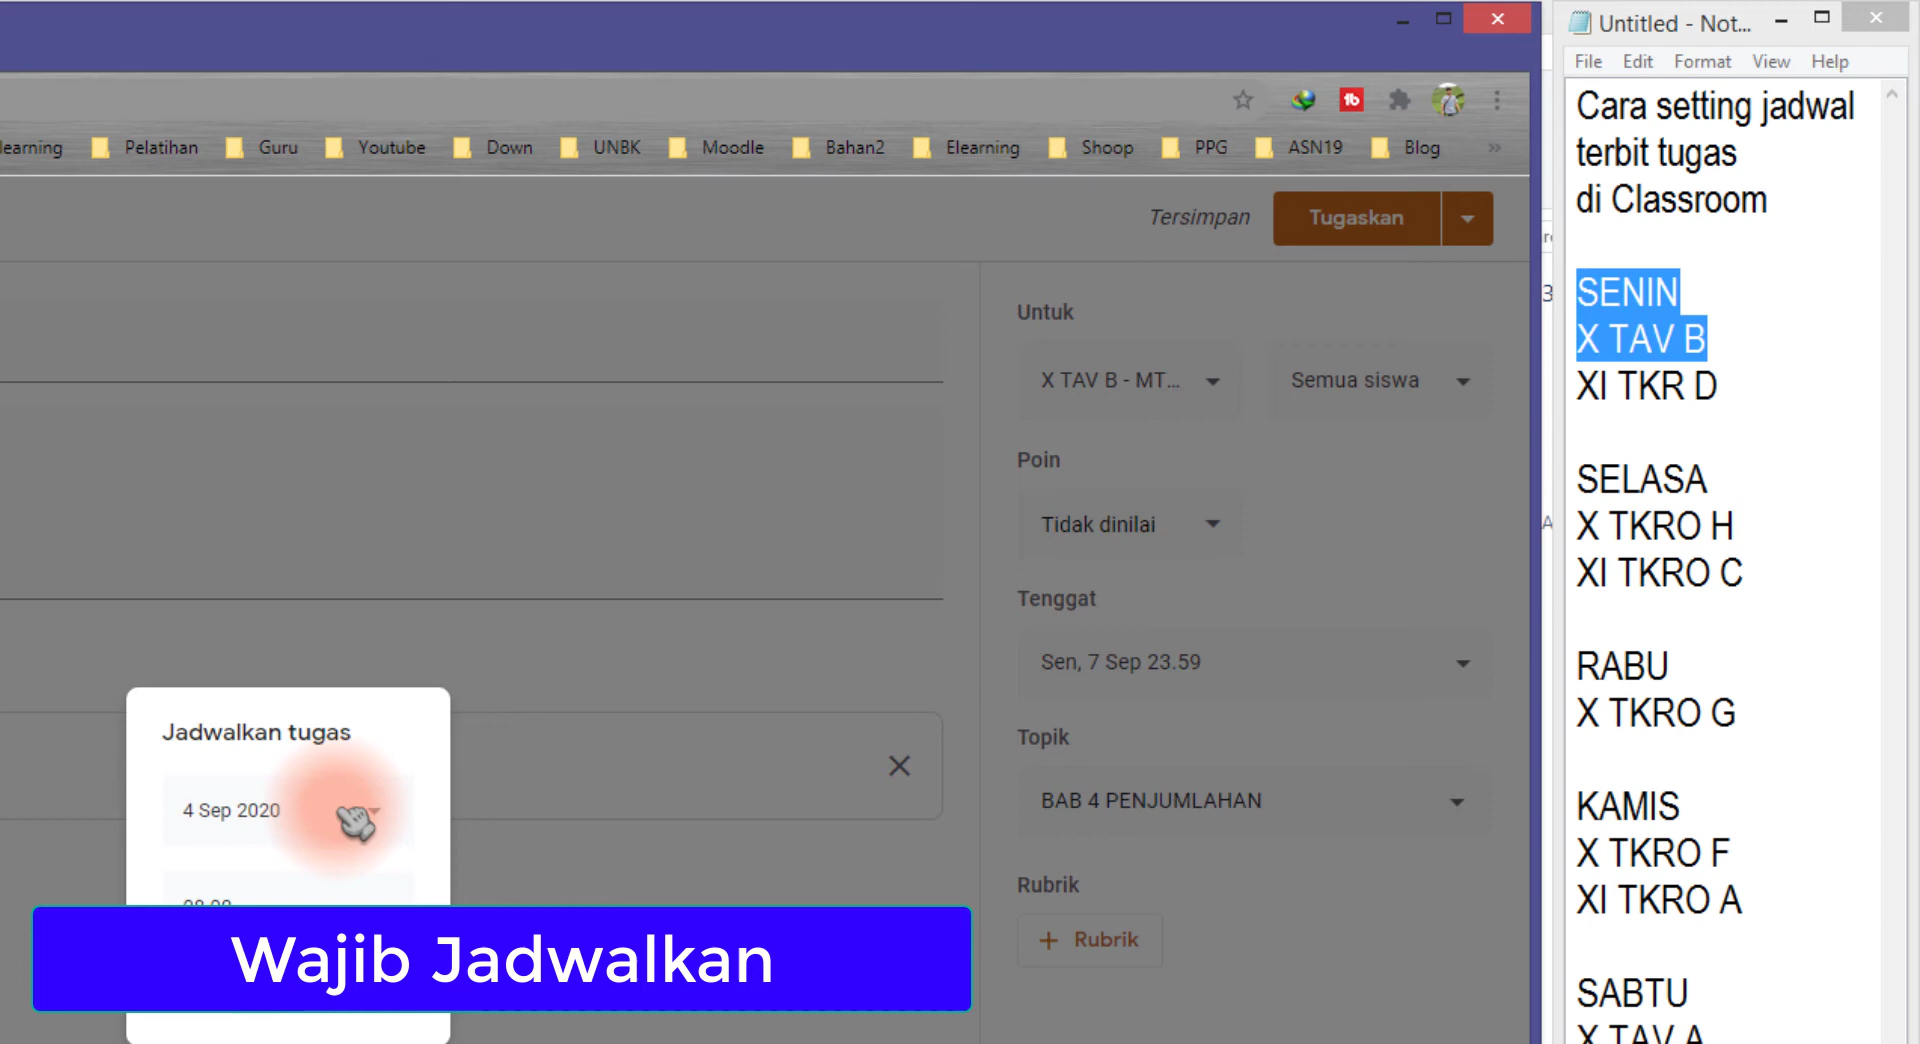 Untitled - Not...
File Edit Format View Help
learning Pelatihan Guru Youtube Down UNBK Moodle Bahan2 Elearning Shoop PPG ASN19 Blog »
Tersimpan Tugaskan
Untuk
X TAV B - MT... Semua siswa
Poin
Tidak dinilai
Tenggat
Sen, 7 Sep 23.59
Topik
BAB 4 PENJUMLAHAN
Rubrik
+ Rubrik
Jadwalkan tugas
4 Sep 2020
Wajib Jadwalkan
Cara setting jadwal
terbit tugas
di Classroom
SENIN
X TAV B
XI TKR D
SELASA
X TKRO H
XI TKRO C
RABU
X TKRO G
KAMIS
X TKRO F
XI TKRO A
SABTU
X TAV A